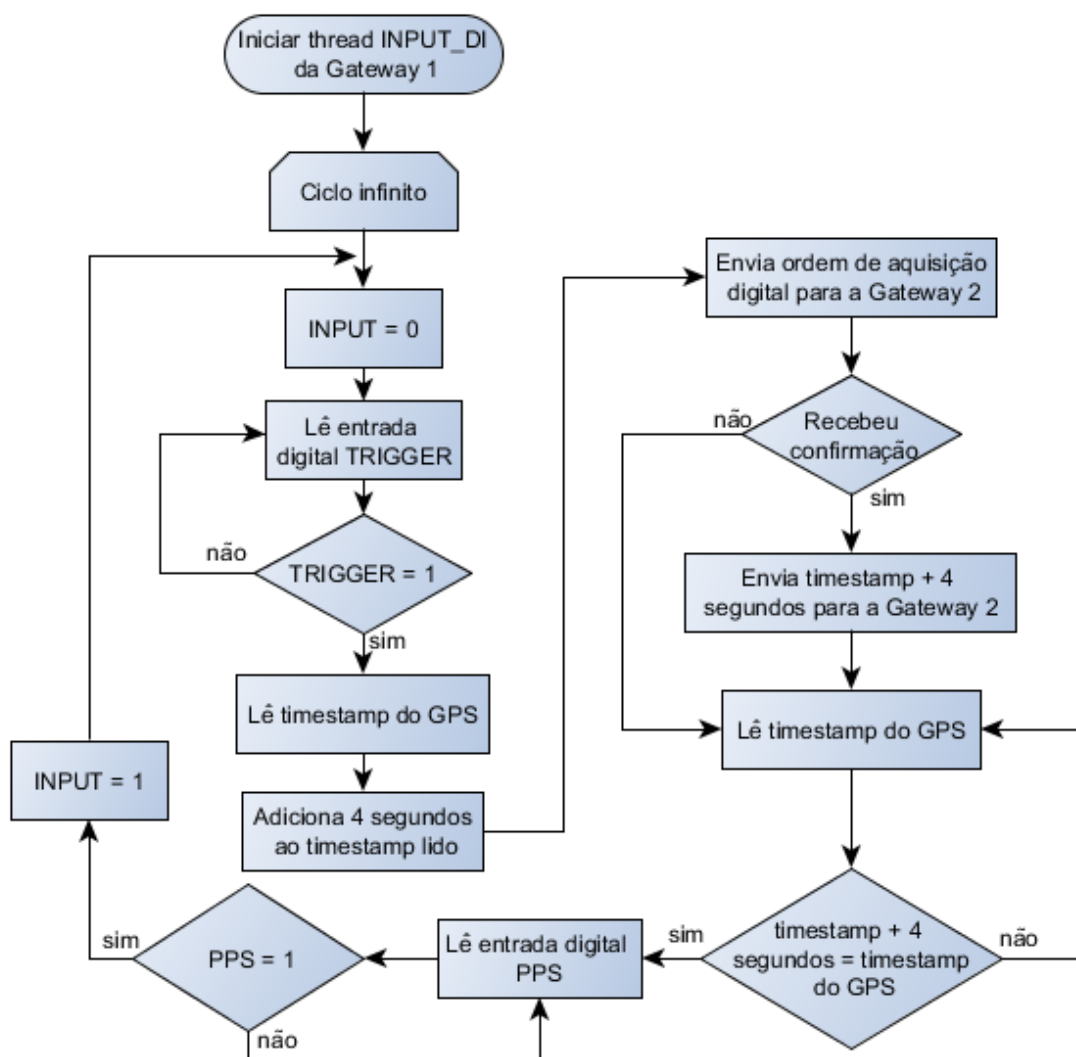 Iniciar thread INPUT_DI
da Gateway 1
Ciclo infinito
INPUT = 0
Lê entrada
digital TRIGGER
não
TRIGGER = 1
sim
Lê timestamp do GPS
Adiciona 4 segundos
ao timestamp lido
Envia ordem de aquisição
digital para a Gateway 2
não
Recebeu
confirmação
sim
Envia timestamp + 4
segundos para a Gateway 2
Lê timestamp do GPS
timestamp + 4
segundos = timestamp
do GPS
não
sim
Lê entrada digital
PPS
PPS = 1
não
sim
INPUT = 1